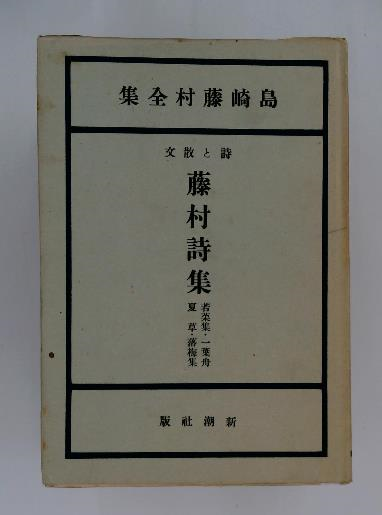 島崎藤村全集
詩と散文
藤村詩集
若菜集・一葉舟
夏草・落梅集
新潮社版